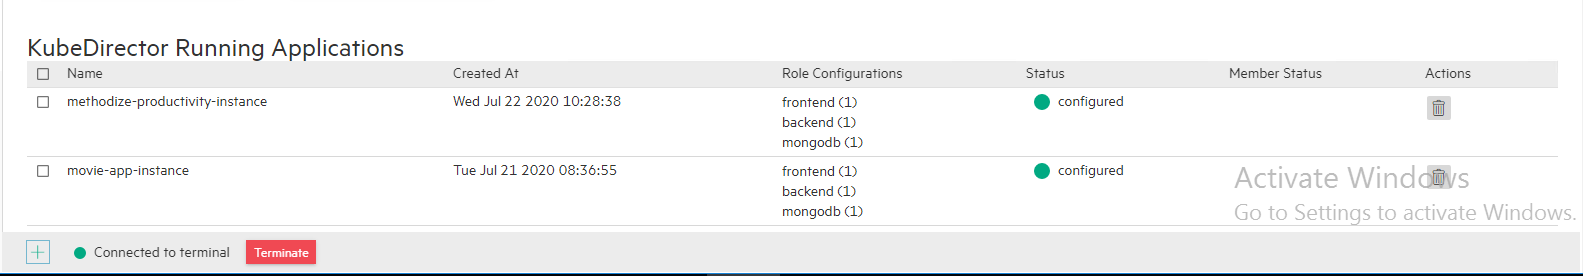 KubeDirector Running Applications
Name Created At Role Configurations Status Member Status Actions
methodize-productivity-instance Wed Jul 22 2020 10:28:38 frontend (1) configured
backend (1)
mongodb (1)
movie-app-instance Tue Jul 21 2020 08:36:55 frontend (1) configured
backend (1)
mongodb (1)
Activate Windows
Go to Settings to activate Windows.
Connected to terminal Terminate